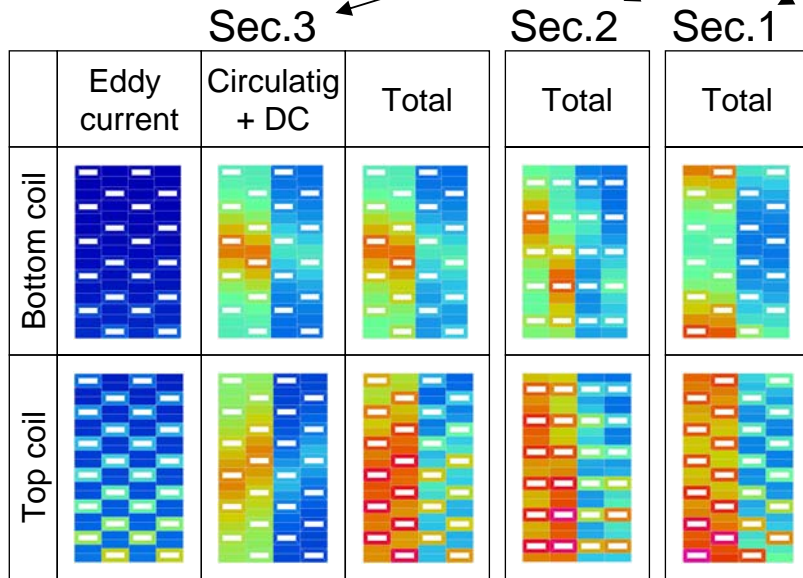 Sec.3 Sec.2 Sec.1
Eddy current
Circulatig + DC
Total
Total
Total
Bottom coil
Top coil